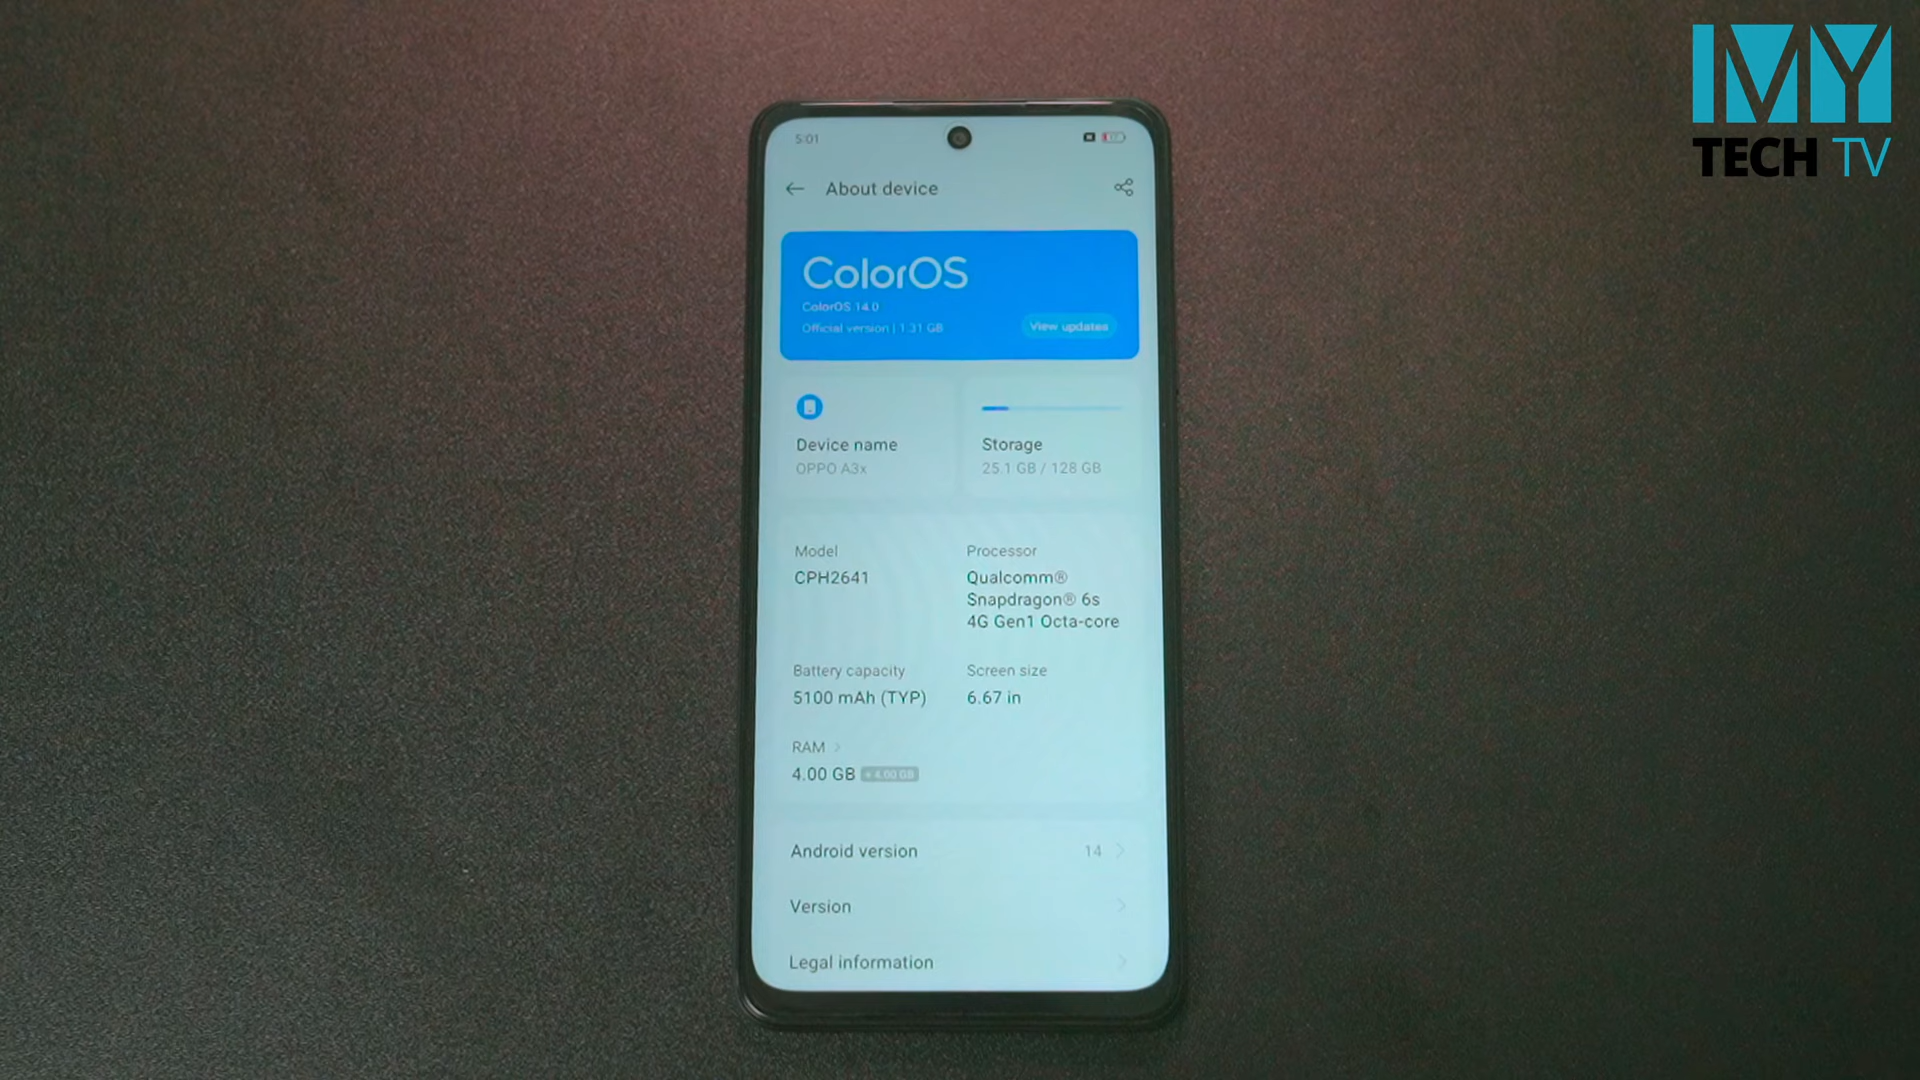 MY
TECH TV
5:01
About device
ColorOS
ColorOS 14.0
Official version | 1.31 GB
View updates
Device name
OPPO A3x
Storage
25.1 GB / 128 GB
Model
CPH2641
Processor
Qualcomm®
Snapdragon® 6s
4G Gen1 Octa-core
Battery capacity
5100 mAh (TYP)
Screen size
6.67 in
RAM
4.00 GB + 4.00 GB
Android version 14
Version
Legal information